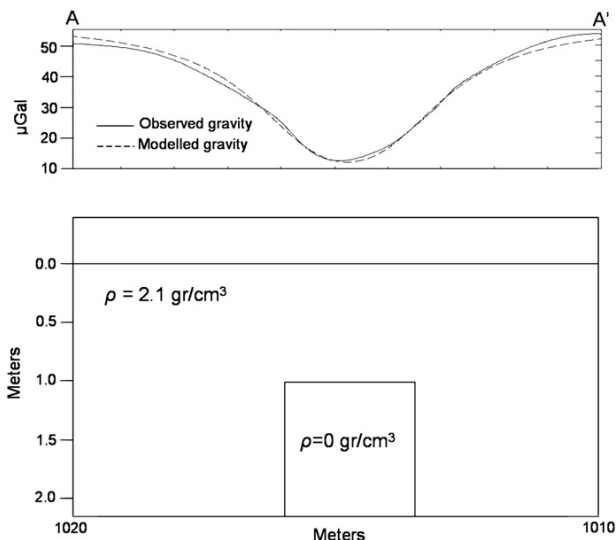 A A'
50
40
30
20
10
µGal
Observed gravity
Modelled gravity
0.0
0.5
1.0
1.5
2.0
Meters
ρ = 2.1 gr/cm³
ρ=0 gr/cm³
1020 1010
Meters